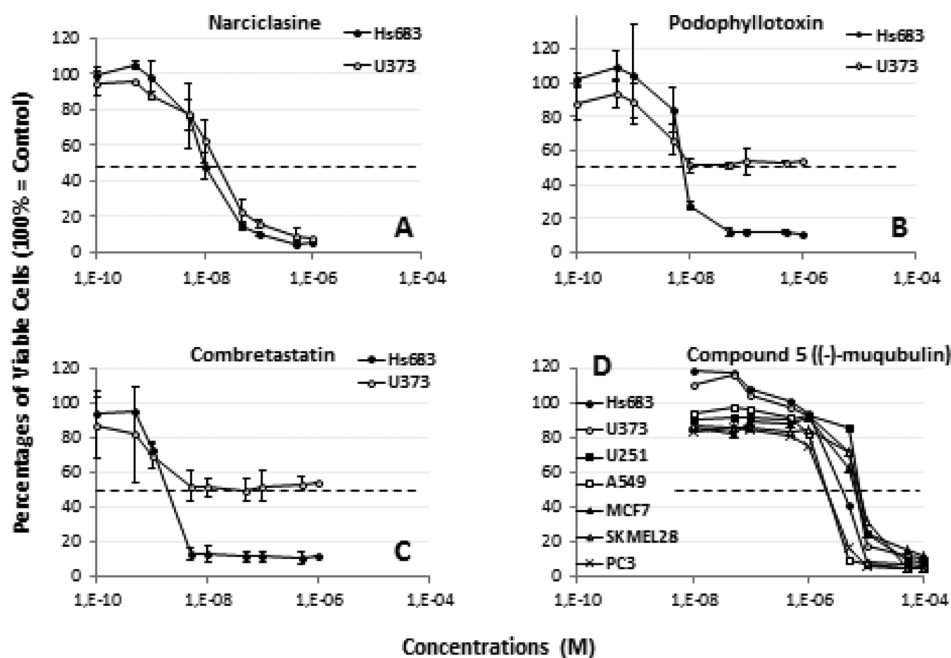 Percentages of Viable Cells (100% = Control)
Narciclasine
Hs683
U373
120
100
80
60
40
20
0
A
1,E-10
1,E-08
1,E-06
1,E-04
Podophyllotoxin
Hs683
U373
120
100
80
60
40
20
0
B
1,E-10
1,E-08
1,E-06
1,E-04
Combretastatin
Hs683
U373
120
100
80
60
40
20
0
C
1,E-10
1,E-08
1,E-06
1,E-04
D
Compound 5 ((-)-muqubulin)
Hs683
U373
U251
A549
MCF7
SKMEL28
PC3
120
100
80
60
40
20
0
1,E-10
1,E-08
1,E-06
1,E-04
Concentrations (M)